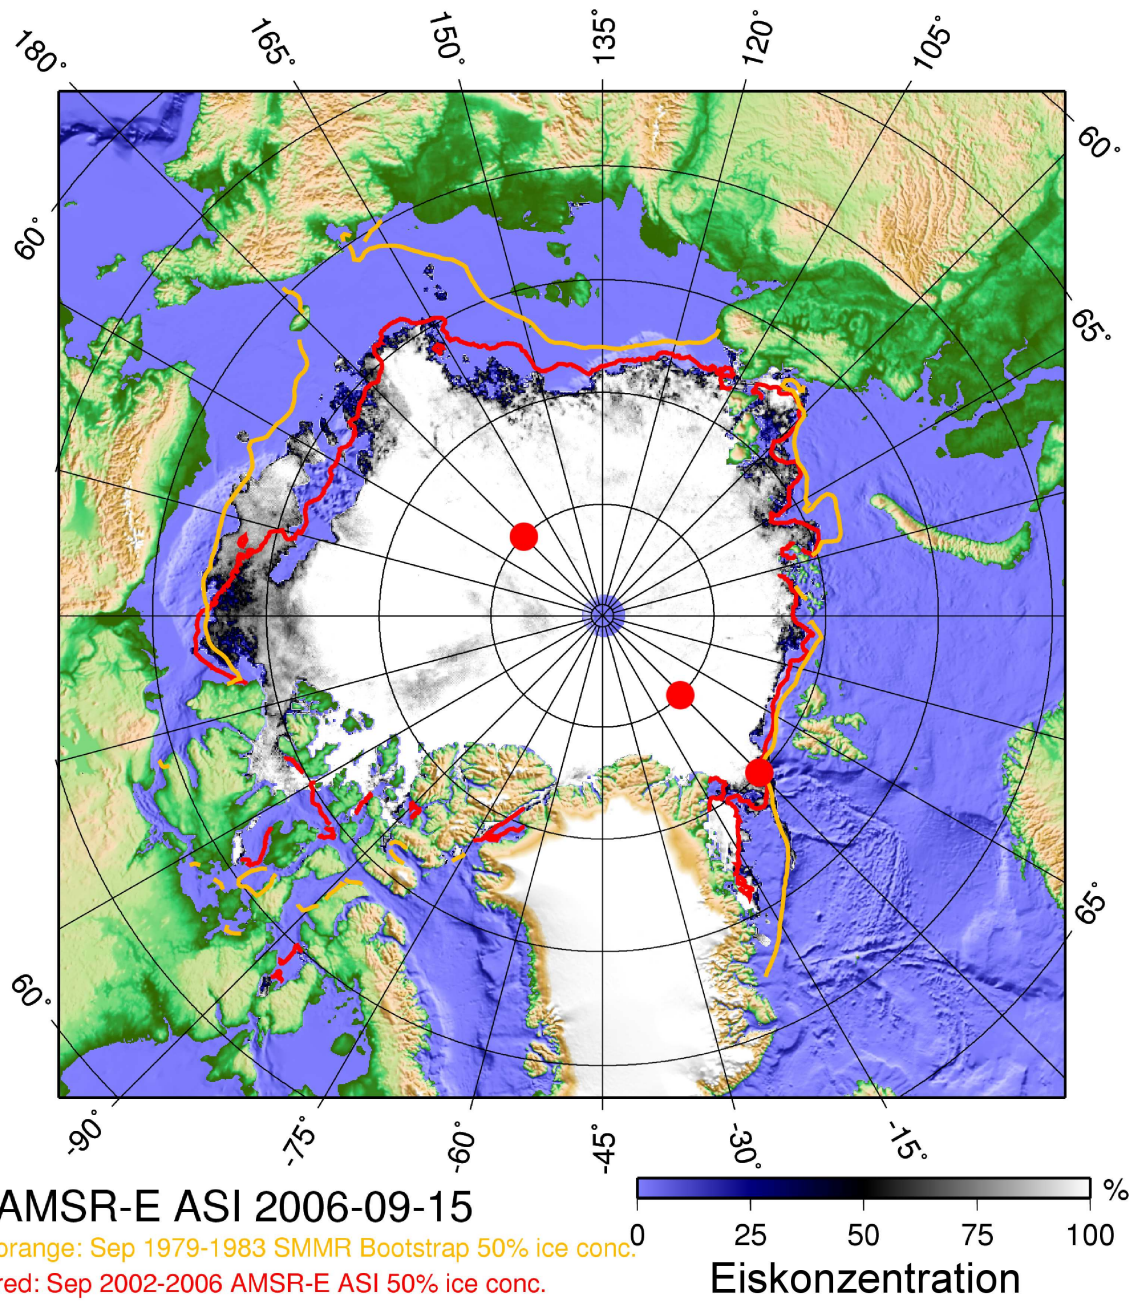 180° 165° 150° 135° 120° 105°
60°
60°
65°
65°
60°
-90° -75° -60° -45° -30° -15°
AMSR-E ASI 2006-09-15
orange: Sep 1979-1983 SMMR Bootstrap 50% ice conc.
red: Sep 2002-2006 AMSR-E ASI 50% ice conc.
%
0 25 50 75 100
Eiskonzentration